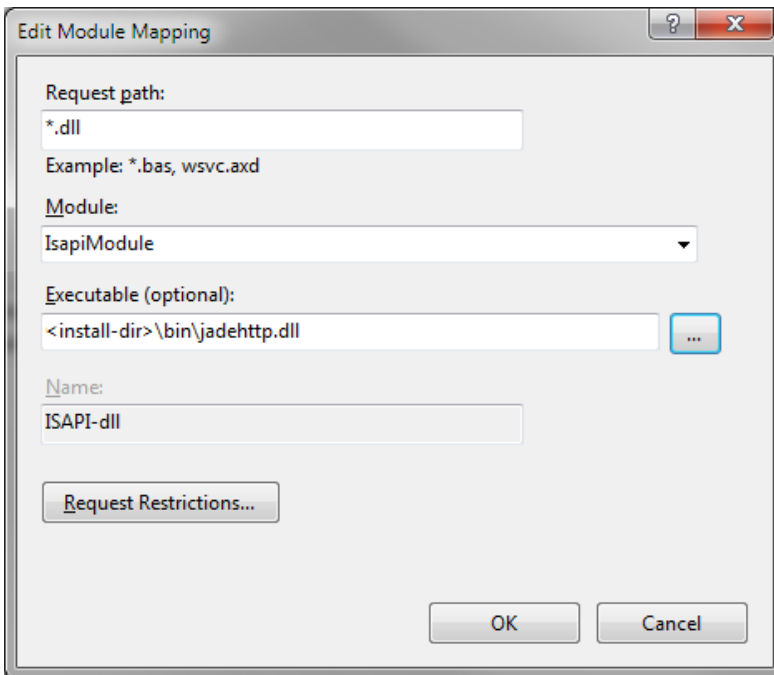 Edit Module Mapping
Request path:
*.dll
Example: *.bas, wsvc.axd
Module:
IsapiModule
Executable (optional):
<install-dir>\bin\jadehttp.dll
...
Name:
ISAPI-dll
Request Restrictions...
OK Cancel